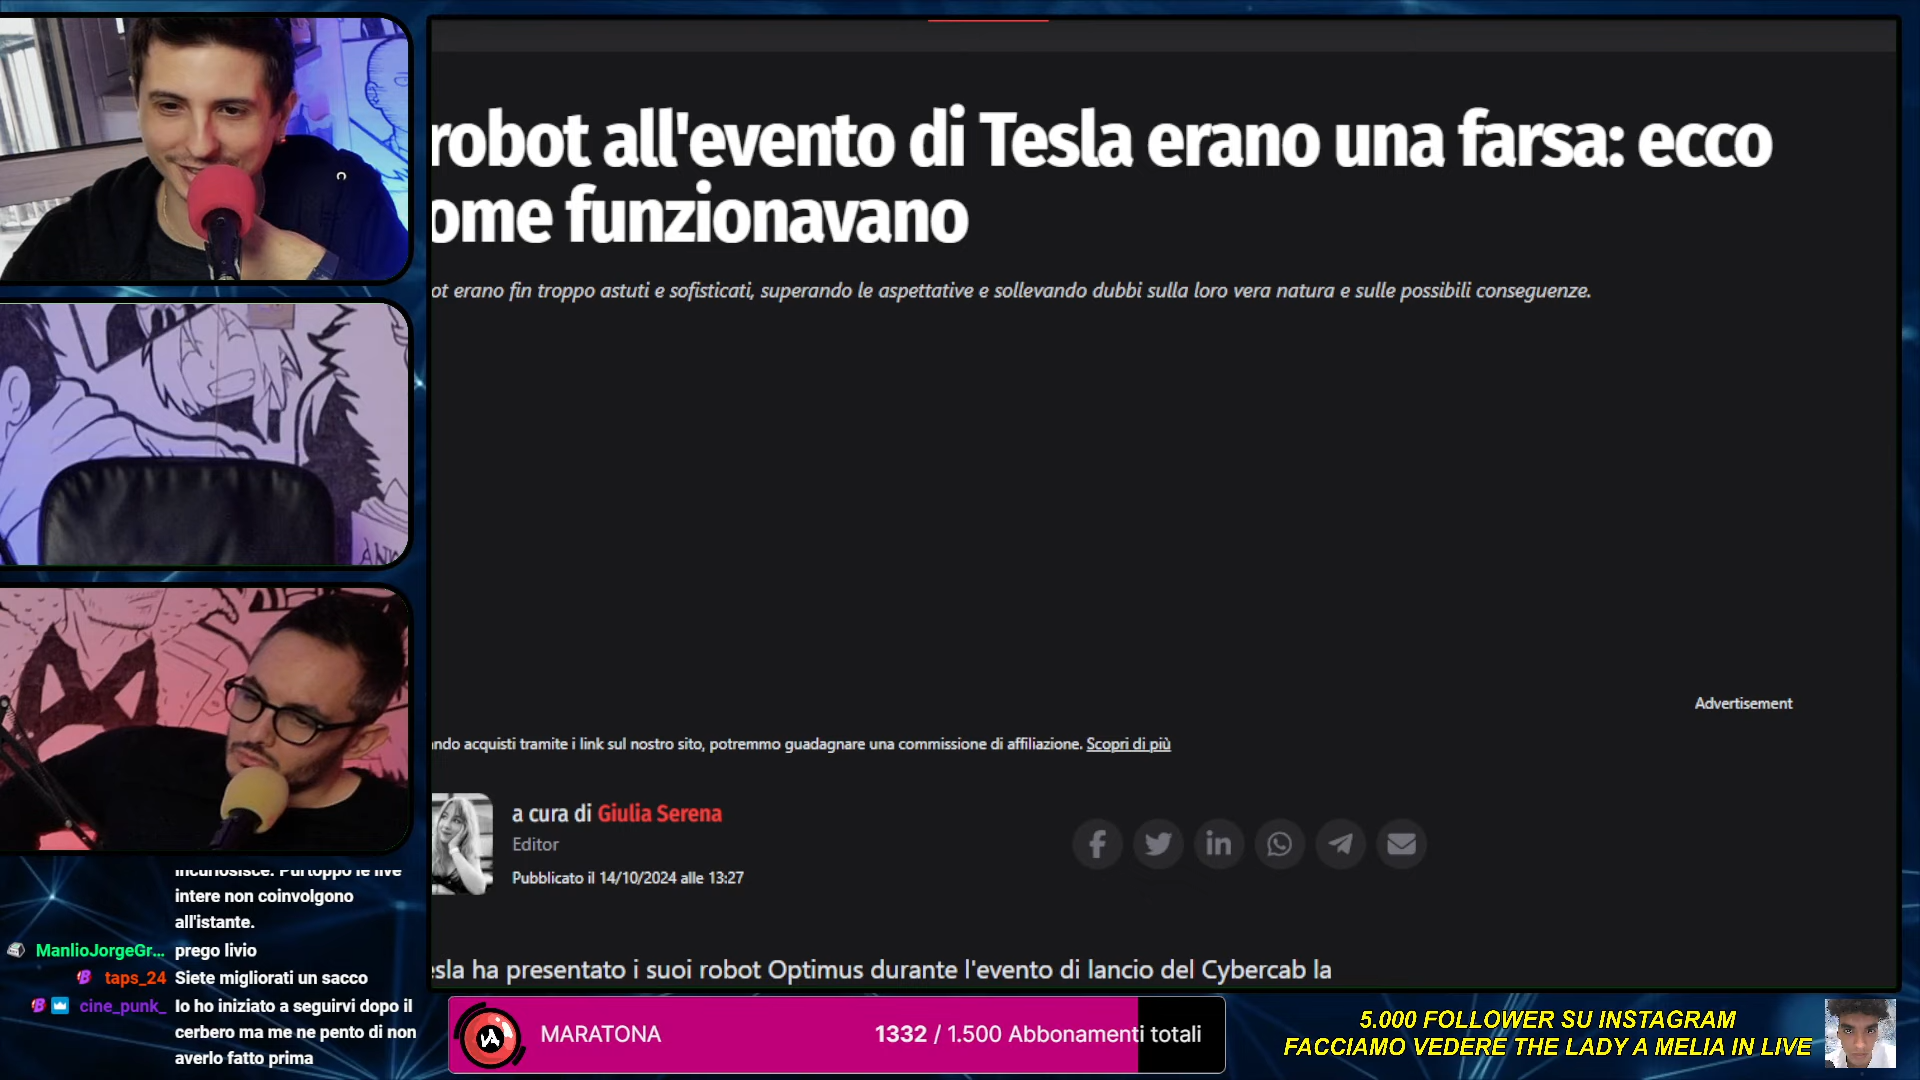 robot all'evento di Tesla erano una farsa: ecco
ome funzionavano
ot erano fin troppo astuti e sofisticati, superando le aspettative e sollevando dubbi sulla loro vera natura e sulle possibili conseguenze.
Advertisement
ando acquisti tramite i link sul nostro sito, potremmo guadagnare una commissione di affiliazione. Scopri di più
a cura di Giulia Serena
Editor
Pubblicato il 14/10/2024 alle 13:27
esla ha presentato i suoi robot Optimus durante l'evento di lancio del Cybercab la
incuriosisce. Purtoppo le live
intere non coinvolgono
all'istante.
ManlioJorgeGr... prego livio
taps_24 Siete migliorati un sacco
cine_punk_ Io ho iniziato a seguirvi dopo il
cerbero ma me ne pento di non
averlo fatto prima
MARATONA 1332 / 1.500 Abbonamenti totali
5.000 FOLLOWER SU INSTAGRAM
FACCIAMO VEDERE THE LADY A MELIA IN LIVE